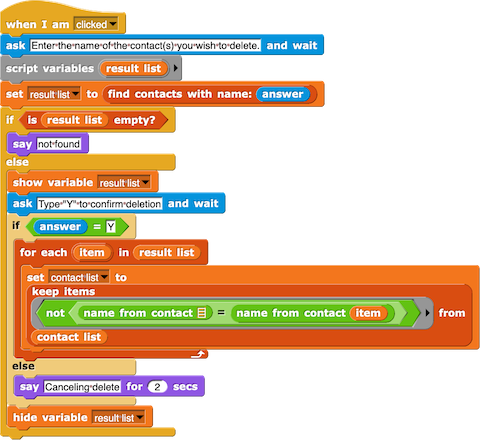 when I am clicked
ask Enter the name of the contact(s) you wish to delete. and wait
script variables result list
set result list to find contacts with name: answer
if is result list empty?
say not found
else
show variable result list
ask Type "Y" to confirm deletion and wait
if answer = Y
for each item in result list
set contact list to
keep items
not name from contact = name from contact item from
contact list
else
say Canceling delete for 2 secs
hide variable result list